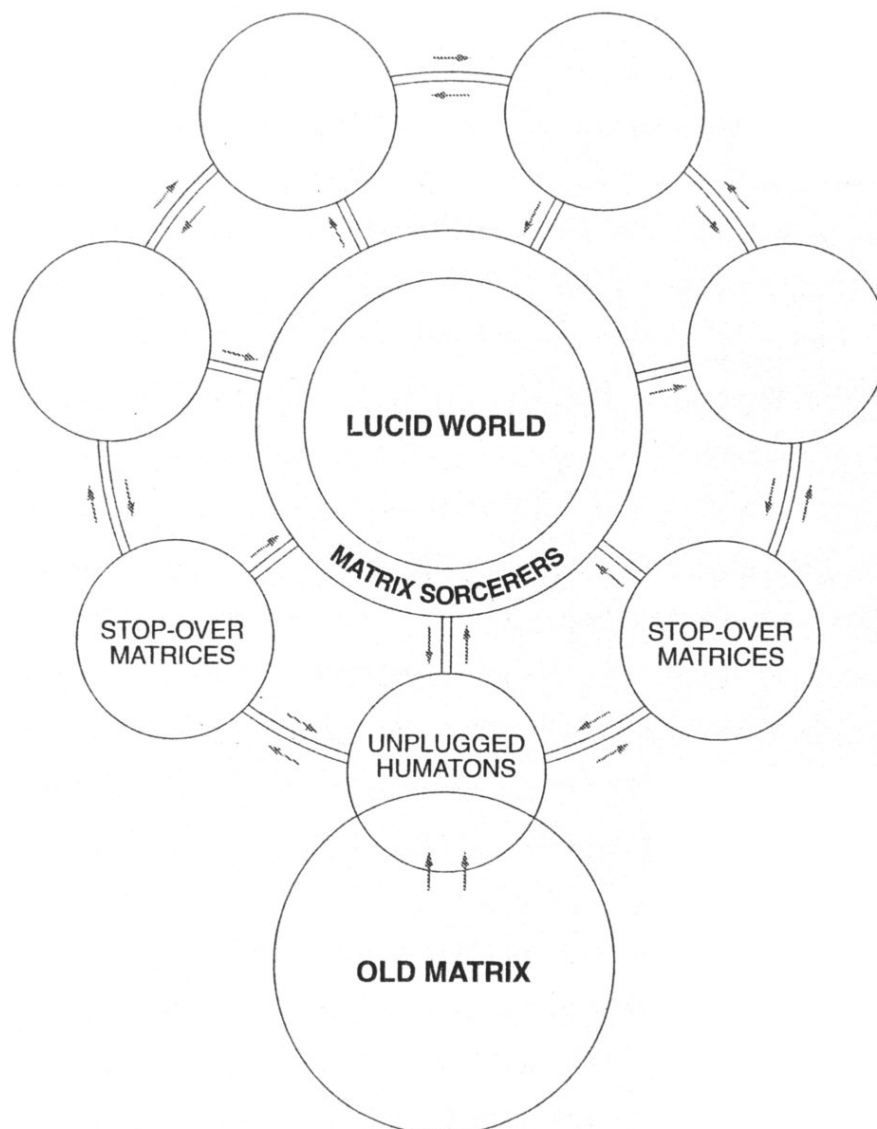 LUCID WORLD
MATRIX SORCERERS
STOP-OVER
MATRICES
STOP-OVER
MATRICES
UNPLUGGED
HUMATONS
OLD MATRIX